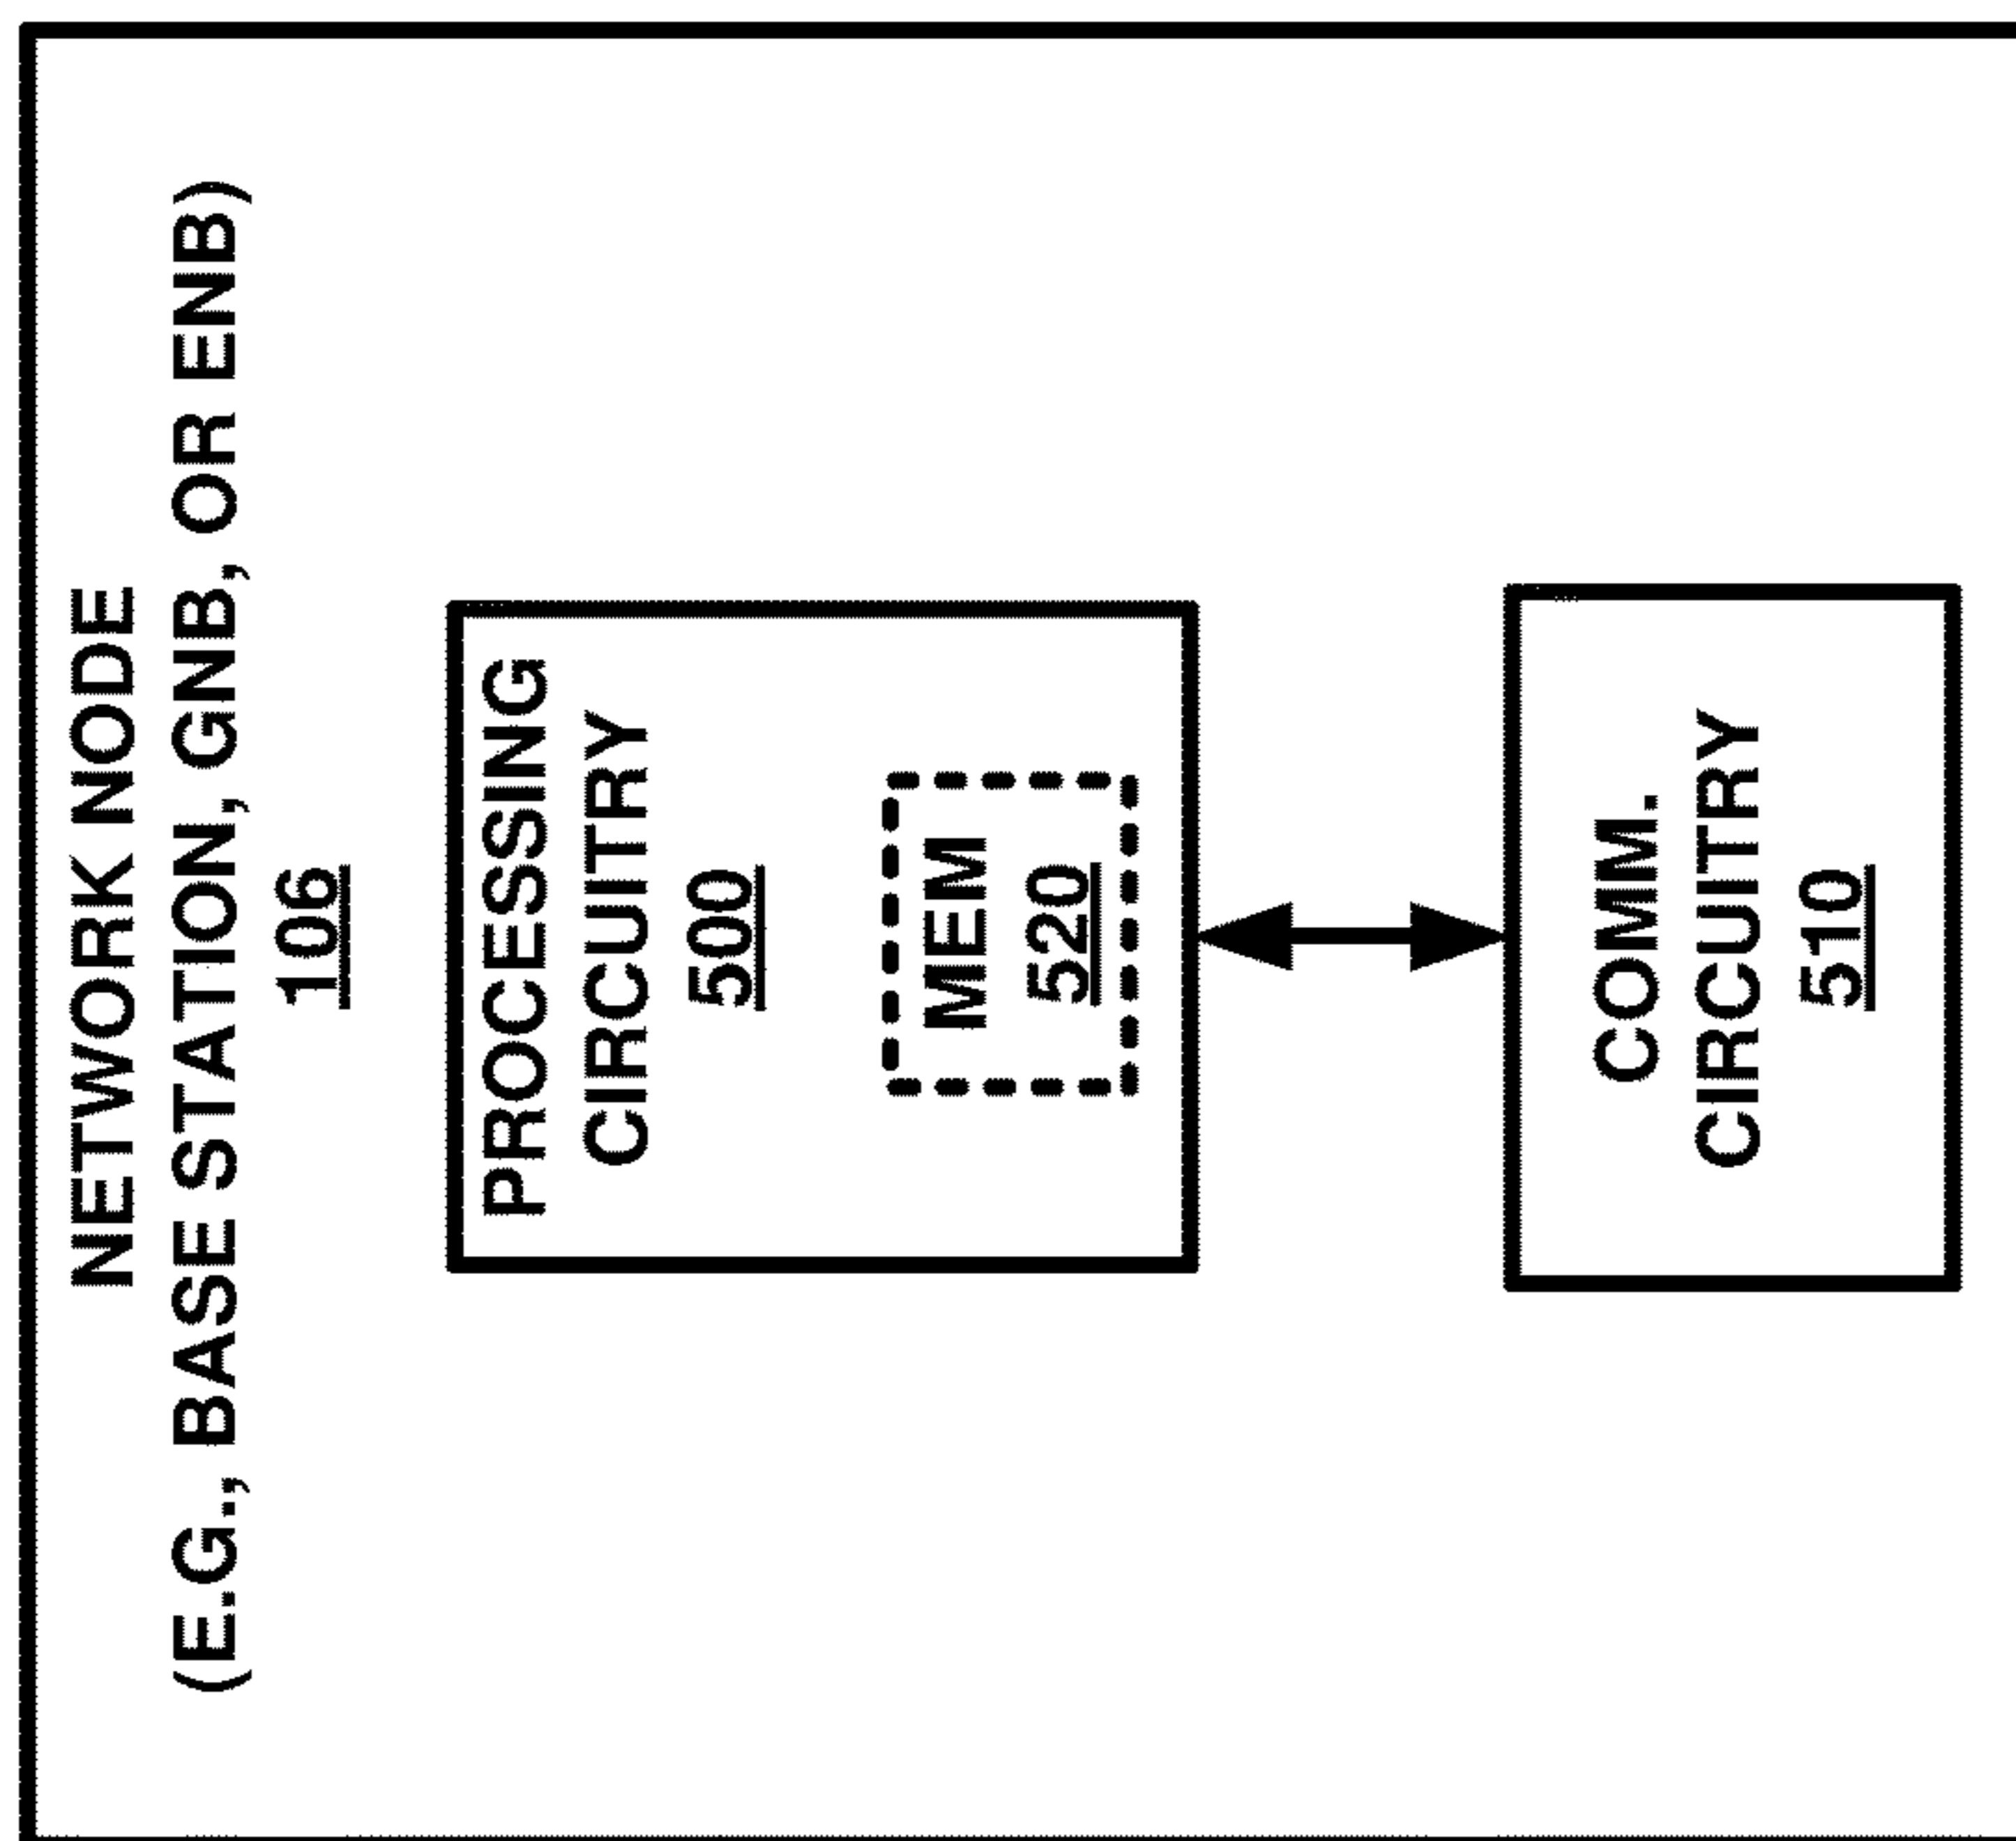 NETWORK NODE
(E.G., BASE STATION, GNB, OR ENB)
106
PROCESSING
CIRCUITRY
500
MEM
520
COMM.
CIRCUITRY
510